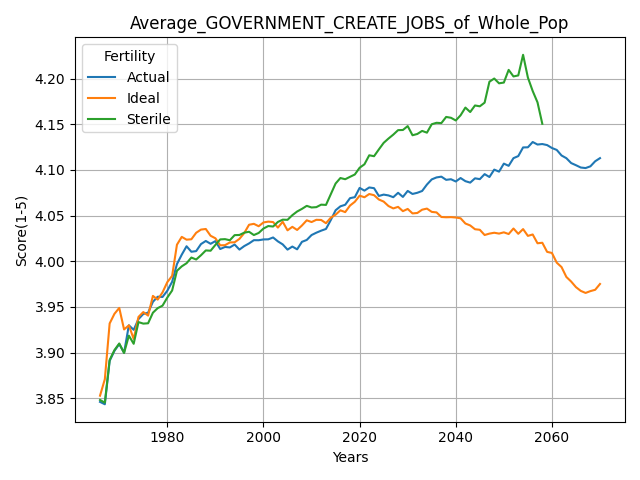 Average_GOVERNMENT_CREATE_JOBS_of_Whole_Pop
Fertility
Actual
Ideal
Sterile
Score(1-5)
4.20
4.15
4.10
4.05
4.00
3.95
3.90
3.85
1980 2000 2020 2040 2060
Years